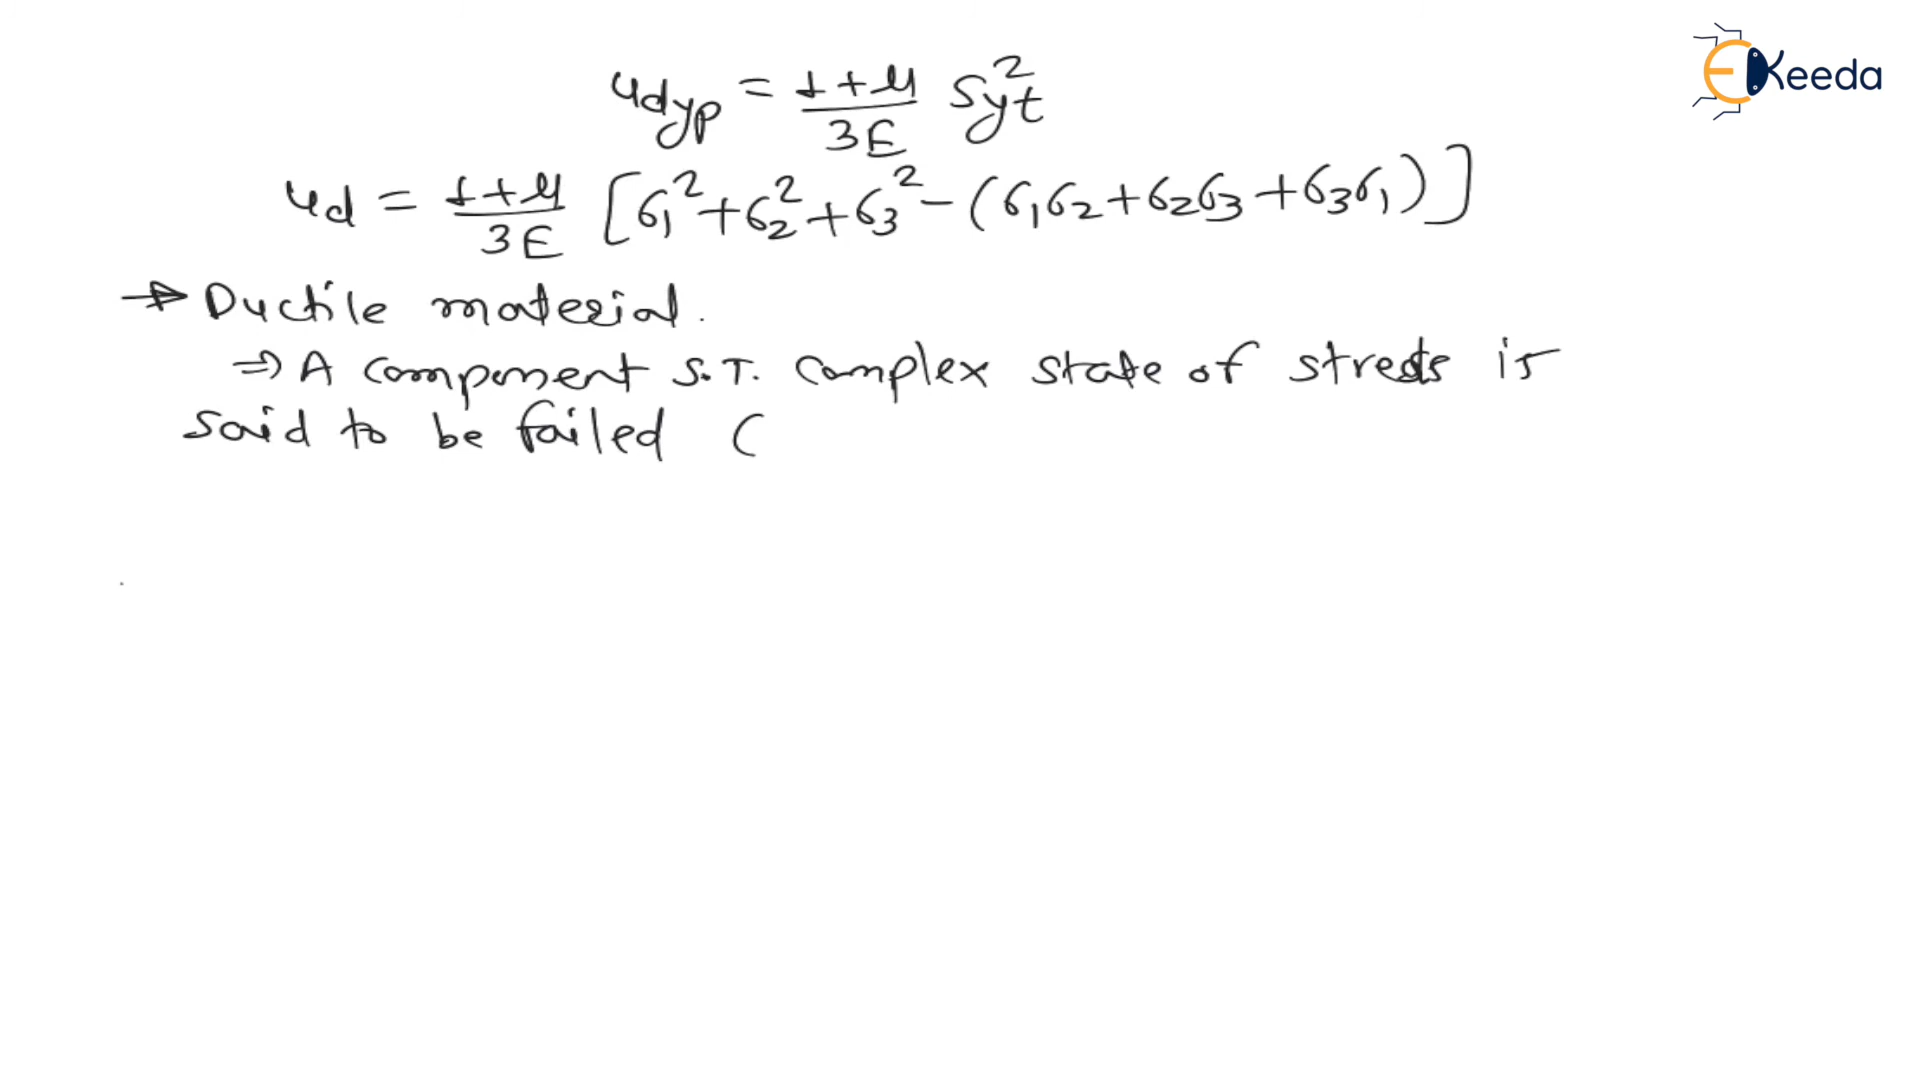 EKeeda
udyp = 1+μ/3E Syt²
ud = 1+μ/3E [σ1²+σ2²+σ3²-(σ1σ2+σ2σ3+σ3σ1)]
→ Ductile material.
⇒ A component S.T. complex state of stress is
said to be failed (